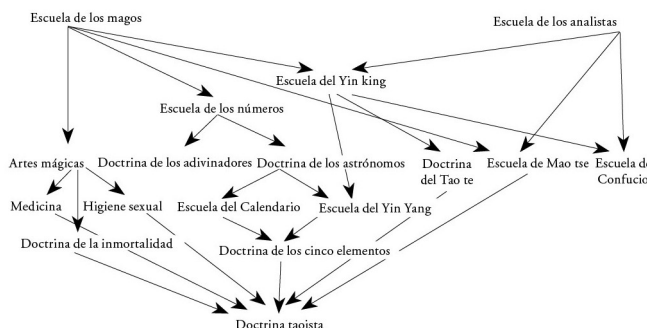 Escuela de los magos
Escuela de los analistas
Escuela del Yin king
Escuela de los números
Artes mágicas
Doctrina de los adivinadores
Doctrina de los astrónomos
Doctrina
del Tao te
Escuela de Mao tse
Escuela de
Confucio
Medicina
Higiene sexual
Escuela del Calendario
Escuela del Yin Yang
Doctrina de la inmortalidad
Doctrina de los cinco elementos
Doctrina taoista